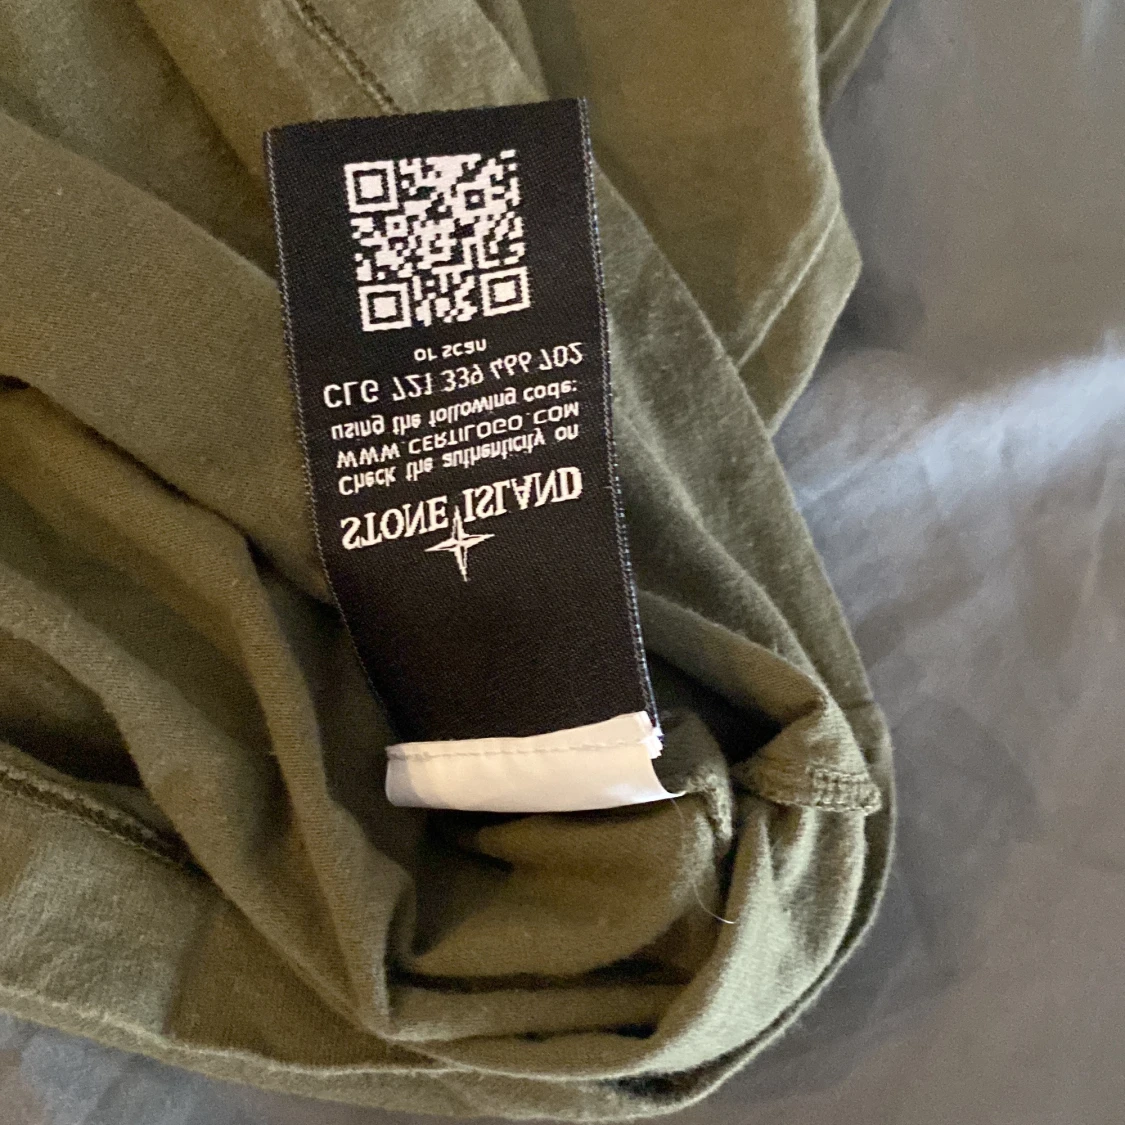 STONE ISLAND
Check the authenticity on
WWW.CERTILOGO.COM
using the following code:
CLG 721 339 466 702
or scan